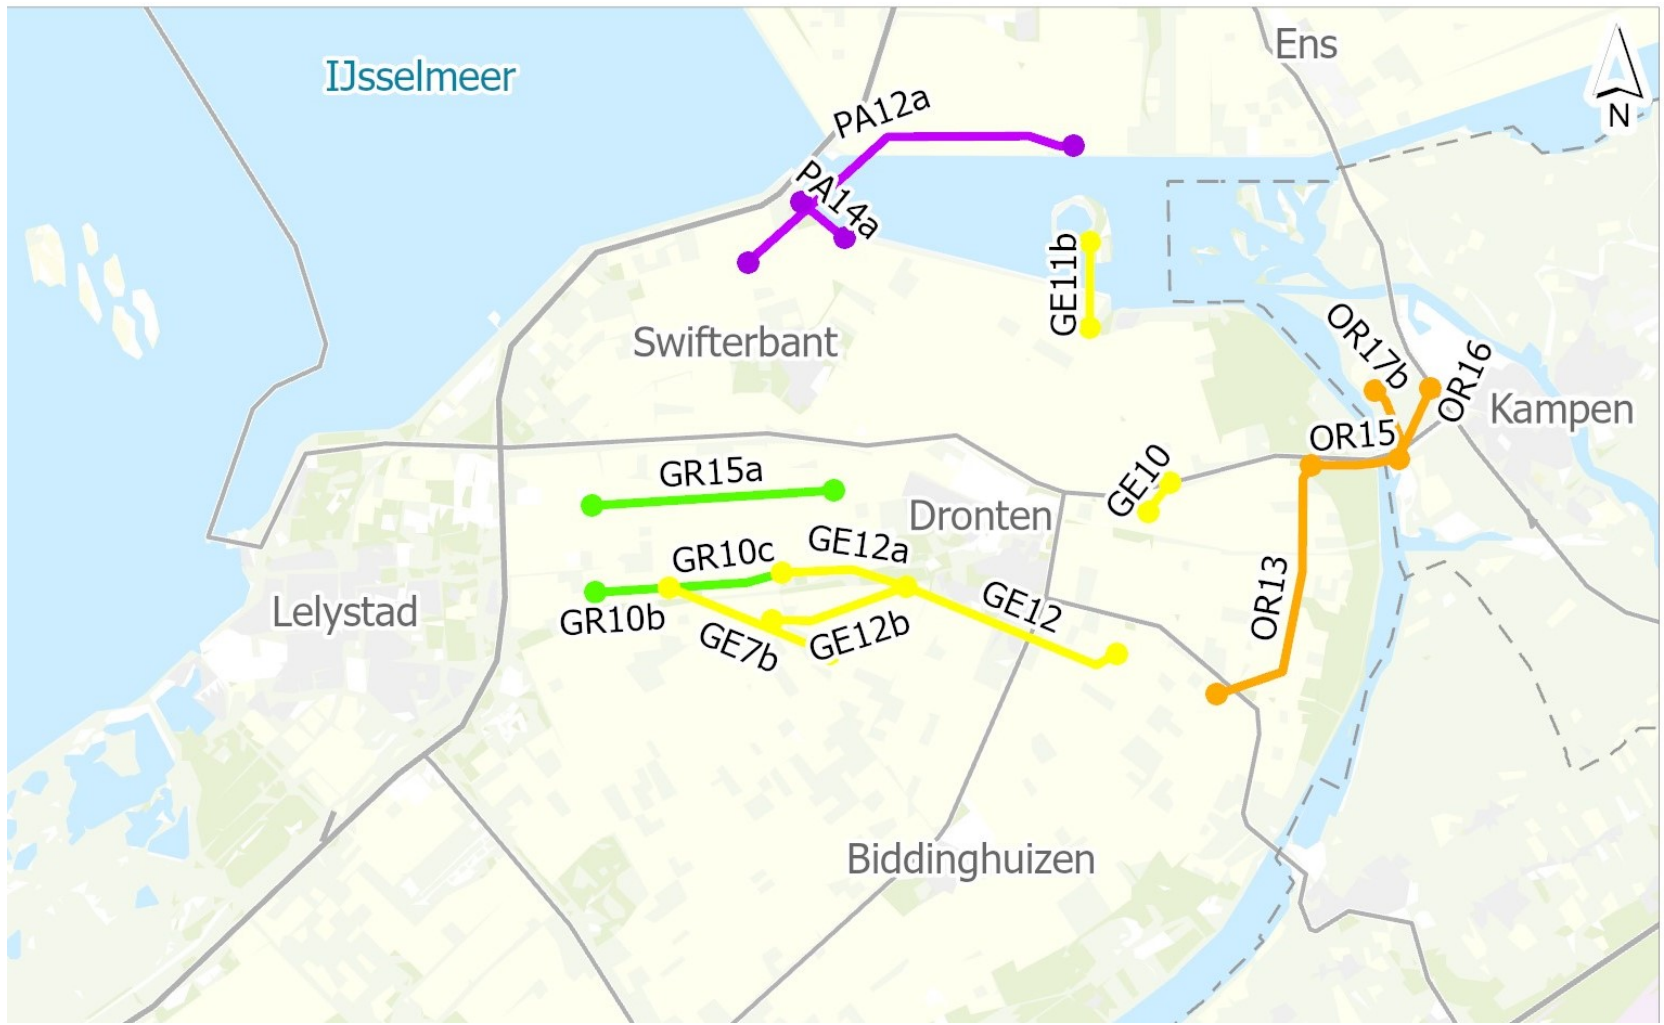 Ens
IJsselmeer
N
PA12a
PA14a
GE11b
Swifterbant
OR17b
OR16
Kampen
OR15
GR15a
GE10
Dronten
GR10c
GE12a
OR13
Lelystad
GR10b
GE7b
GE12b
GE12
Biddinghuizen